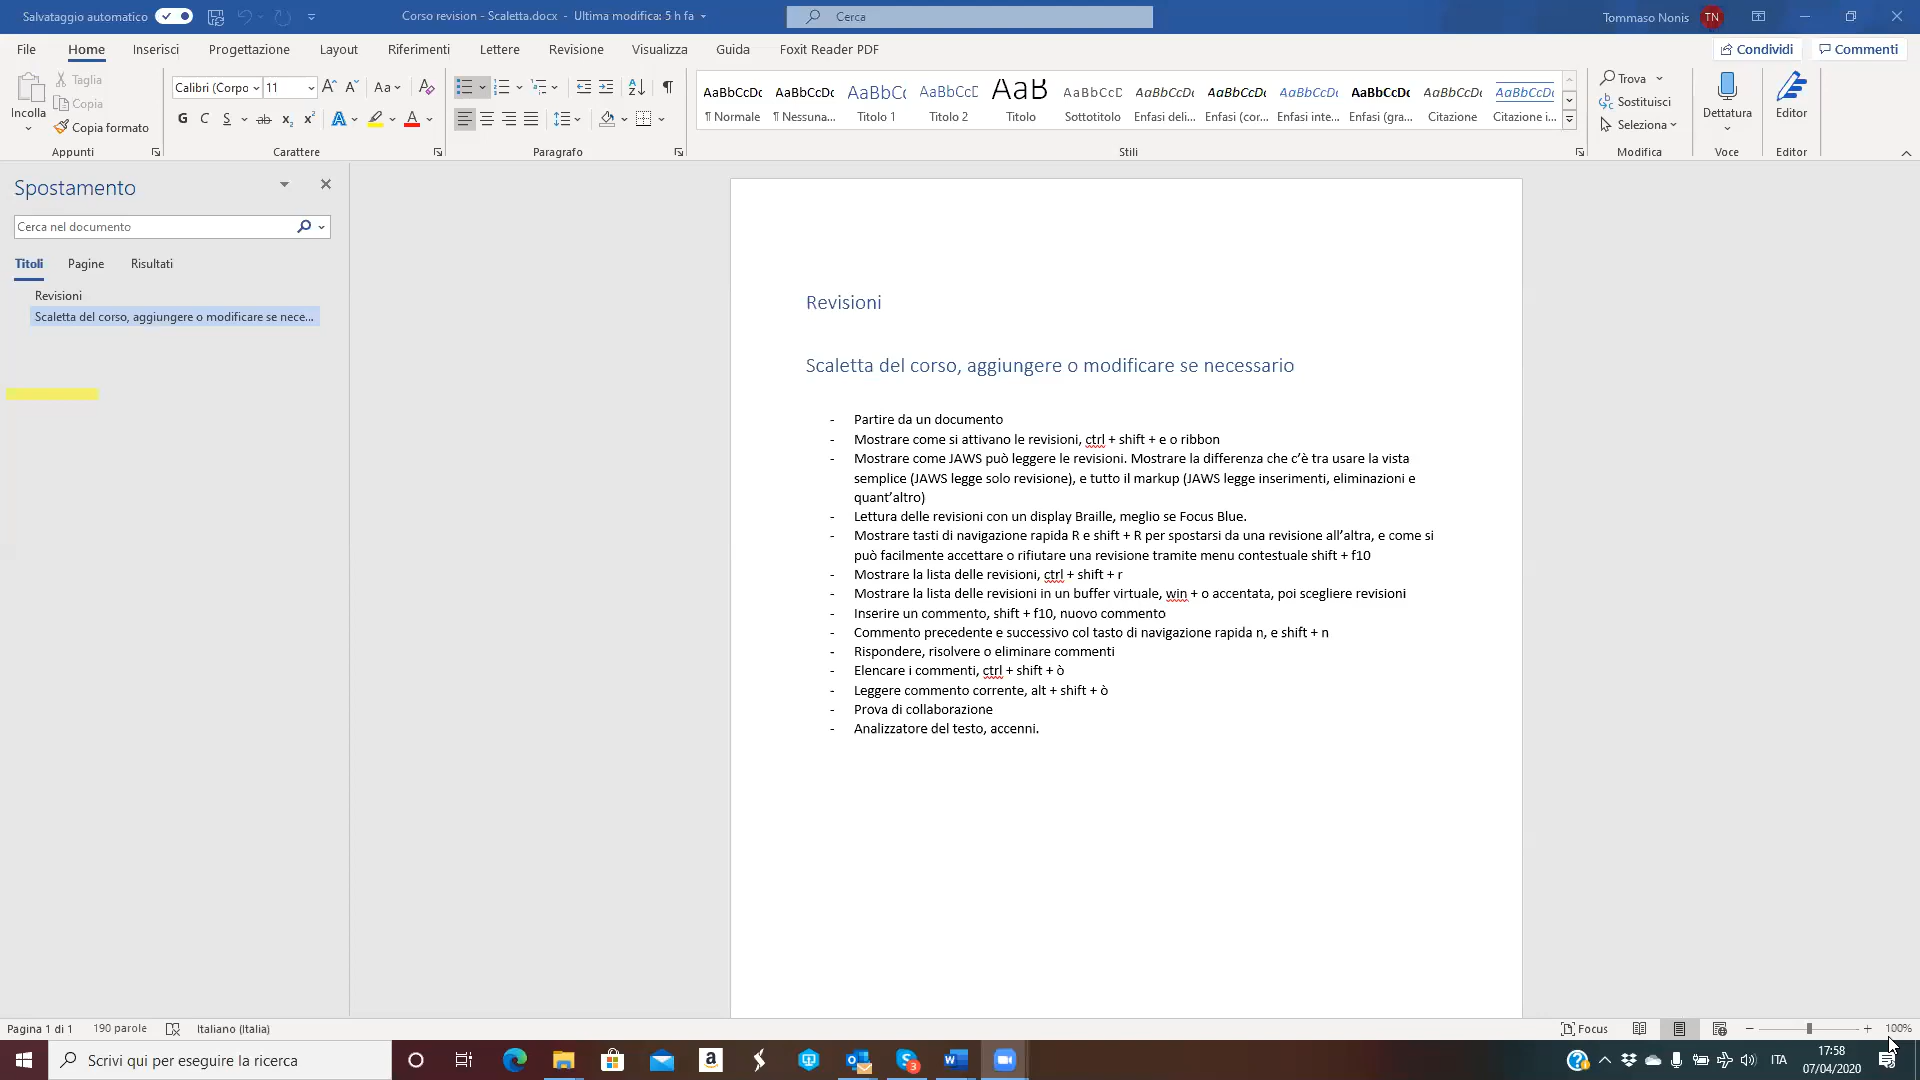 Salvataggio automatico
Corso revision - Scaletta.docx - Ultima modifica: 5 h fa
Cerca
Tommaso Nonis
TN
File Home Inserisci Progettazione Layout Riferimenti Lettere Revisione Visualizza Guida Foxit Reader PDF
Condividi
Commenti
Incolla
Taglia
Copia
Copia formato
Appunti
Calibri (Corpo
11
Aa
G C S ab x₂ x² A A
Carattere
Paragrafo
AaBbCcDc AaBbCcDc AaBbCc AaBbCcD AaB AaBbCcD AaBbCcDc AaBbCcDc AaBbCcDc AaBbCcDc AaBbCcDc AaBbCcDc
¶ Normale ¶ Nessuna... Titolo 1 Titolo 2 Titolo Sottotitolo Enfasi deli... Enfasi (cor... Enfasi inte... Enfasi (gra... Citazione Citazione i...
Stili
Trova
Sostituisci
Seleziona
Modifica
Dettatura
Voce
Editor
Editor
Spostamento
Cerca nel documento
Titoli Pagine Risultati
Revisioni
Scaletta del corso, aggiungere o modificare se nece...
Revisioni
Scaletta del corso, aggiungere o modificare se necessario
- Partire da un documento
- Mostrare come si attivano le revisioni, ctrl + shift + e o ribbon
- Mostrare come JAWS può leggere le revisioni. Mostrare la differenza che c’è tra usare la vista
semplice (JAWS legge solo revisione), e tutto il markup (JAWS legge inserimenti, eliminazioni e
quant’altro)
- Lettura delle revisioni con un display Braille, meglio se Focus Blue.
- Mostrare tasti di navigazione rapida R e shift + R per spostarsi da una revisione all’altra, e come si
può facilmente accettare o rifiutare una revisione tramite menu contestuale shift + f10
- Mostrare la lista delle revisioni, ctrl + shift + r
- Mostrare la lista delle revisioni in un buffer virtuale, win + o accentata, poi scegliere revisioni
- Inserire un commento, shift + f10, nuovo commento
- Commento precedente e successivo col tasto di navigazione rapida n, e shift + n
- Rispondere, risolvere o eliminare commenti
- Elencare i commenti, ctrl + shift + ò
- Leggere commento corrente, alt + shift + ò
- Prova di collaborazione
- Analizzatore del testo, accenni.
Pagina 1 di 1 190 parole Italiano (Italia)
Focus
100%
Scrivi qui per eseguire la ricerca
ITA
17:58
07/04/2020